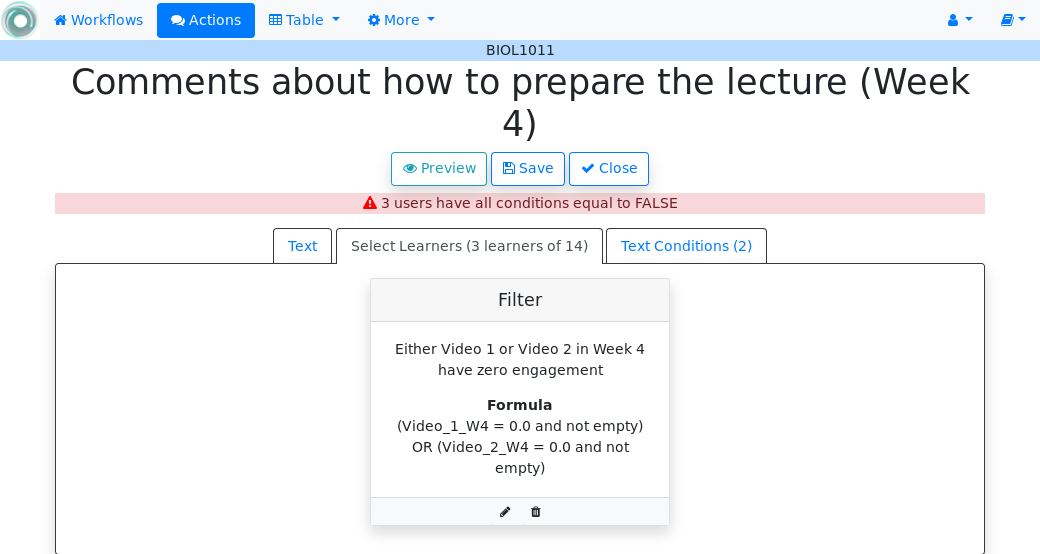 Workflows Actions Table More
BIOL1011
Comments about how to prepare the lecture (Week
4)
Preview Save Close
3 users have all conditions equal to FALSE
Text Select Learners (3 learners of 14) Text Conditions (2)
Filter
Either Video 1 or Video 2 in Week 4
have zero engagement
Formula
(Video_1_W4 = 0.0 and not empty)
OR (Video_2_W4 = 0.0 and not
empty)